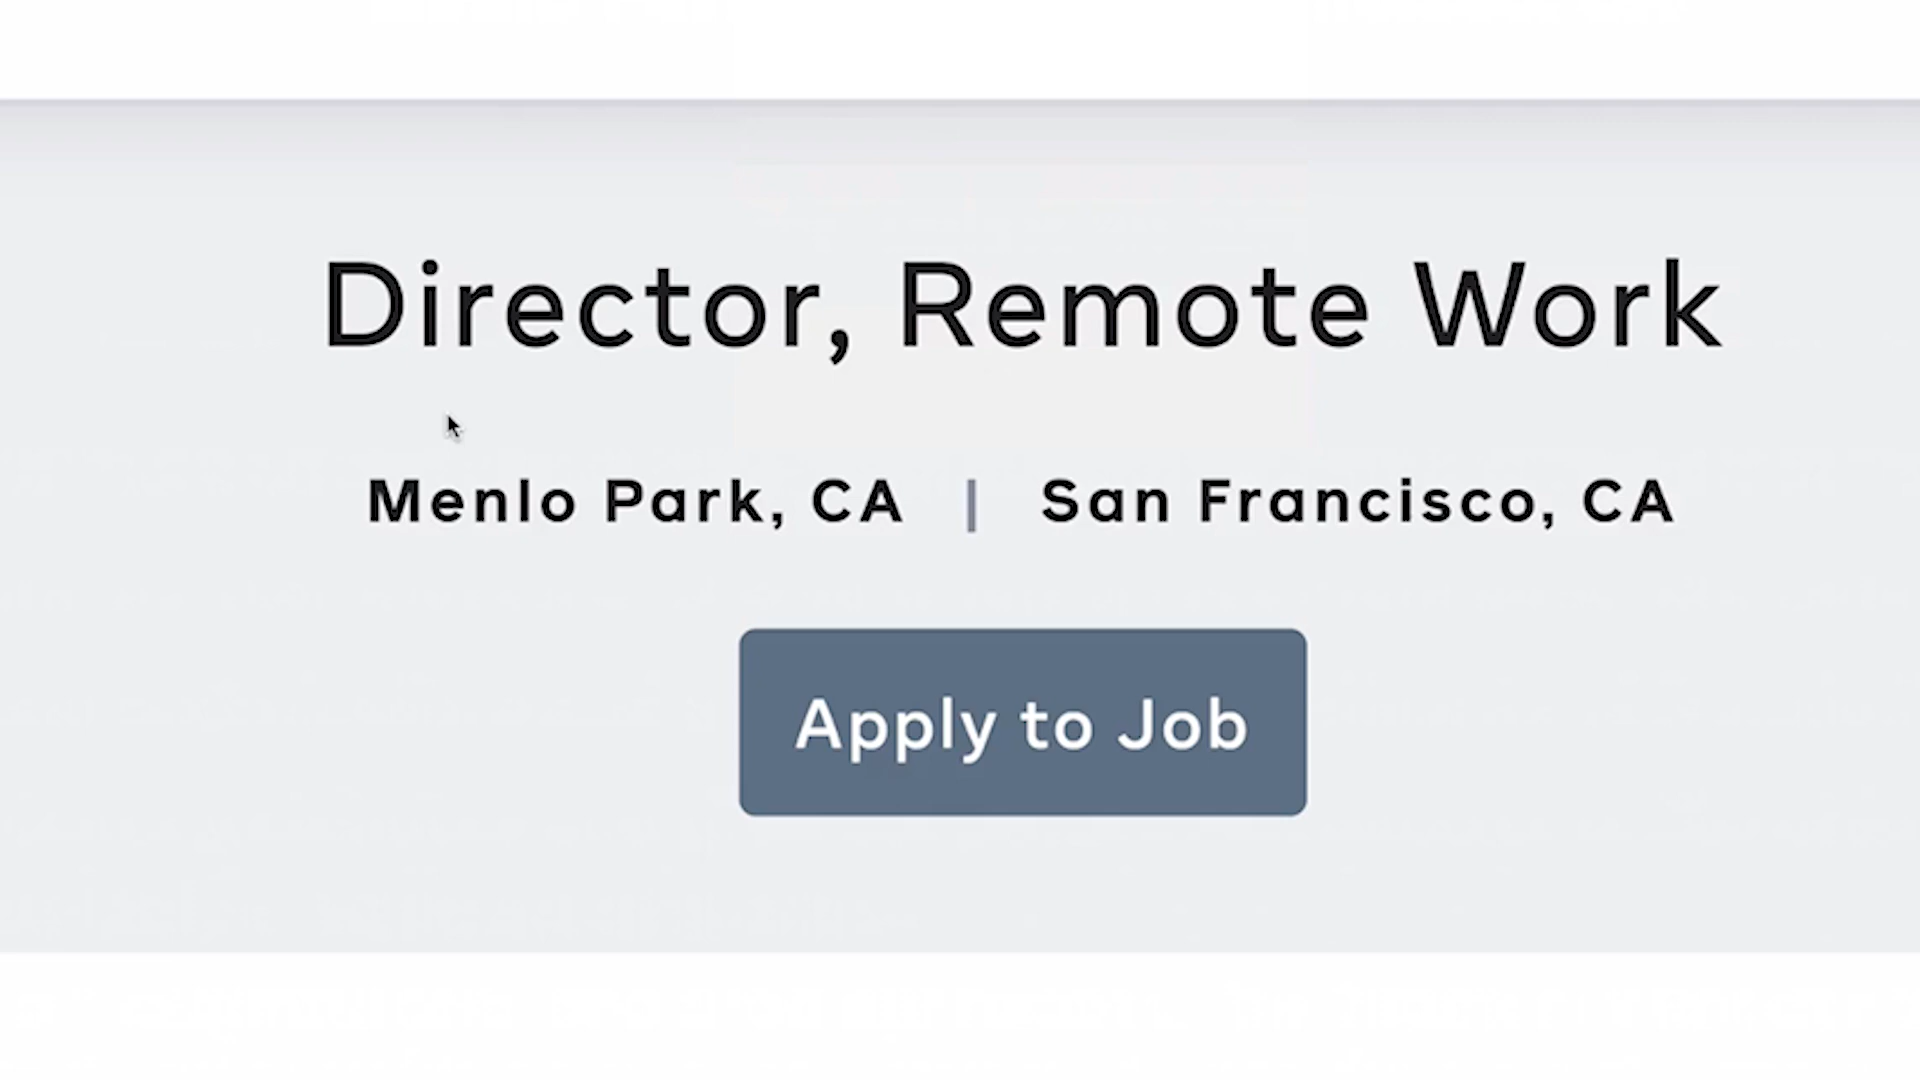 Director, Remote Work
Menlo Park, CA | San Francisco, CA
Apply to Job